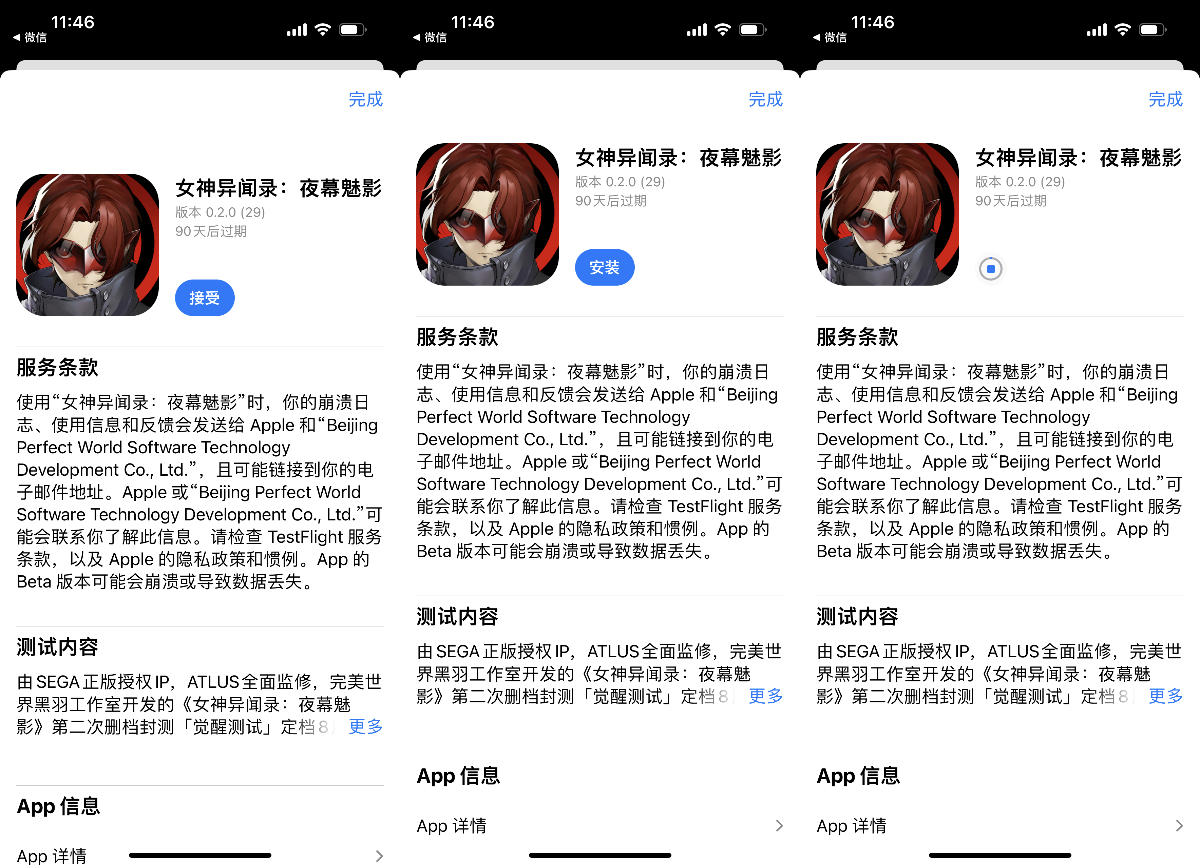 11:46
◀ 微信
完成
女神异闻录：夜幕魅影
版本 0.2.0 (29)
90 天后过期
接受
服务条款
使用“女神异闻录：夜幕魅影”时，你的崩溃日
志、使用信息和反馈会发送给 Apple 和“Beijing
Perfect World Software Technology
Development Co., Ltd.”，且可能链接到你的电
子邮件地址。Apple 或“Beijing Perfect World
Software Technology Development Co., Ltd.”可
能会联系你了解此信息。请检查 TestFlight 服务
条款，以及 Apple 的隐私政策和惯例。App 的
Beta 版本可能会崩溃或导致数据丢失。
测试内容
由SEGA正版授权IP，ATLUS全面监修，完美世
界黑羽工作室开发的《女神异闻录：夜幕魅
影》第二次删档封测「觉醒测试」定档8 更多
App 信息
App 详情
11:46
◀ 微信
完成
女神异闻录：夜幕魅影
版本 0.2.0 (29)
90 天后过期
安装
服务条款
使用“女神异闻录：夜幕魅影”时，你的崩溃日
志、使用信息和反馈会发送给 Apple 和“Beijing
Perfect World Software Technology
Development Co., Ltd.”，且可能链接到你的电
子邮件地址。Apple 或“Beijing Perfect World
Software Technology Development Co., Ltd.”可
能会联系你了解此信息。请检查 TestFlight 服务
条款，以及 Apple 的隐私政策和惯例。App 的
Beta 版本可能会崩溃或导致数据丢失。
测试内容
由SEGA正版授权IP，ATLUS全面监修，完美世
界黑羽工作室开发的《女神异闻录：夜幕魅
影》第二次删档封测「觉醒测试」定档8 更多
App 信息
App 详情
11:46
◀ 微信
完成
女神异闻录：夜幕魅影
版本 0.2.0 (29)
90 天后过期
服务条款
使用“女神异闻录：夜幕魅影”时，你的崩溃日
志、使用信息和反馈会发送给 Apple 和“Beijing
Perfect World Software Technology
Development Co., Ltd.”，且可能链接到你的电
子邮件地址。Apple 或“Beijing Perfect World
Software Technology Development Co., Ltd.”可
能会联系你了解此信息。请检查 TestFlight 服务
条款，以及 Apple 的隐私政策和惯例。App 的
Beta 版本可能会崩溃或导致数据丢失。
测试内容
由SEGA正版授权IP，ATLUS全面监修，完美世
界黑羽工作室开发的《女神异闻录：夜幕魅
影》第二次删档封测「觉醒测试」定档8 更多
App 信息
App 详情